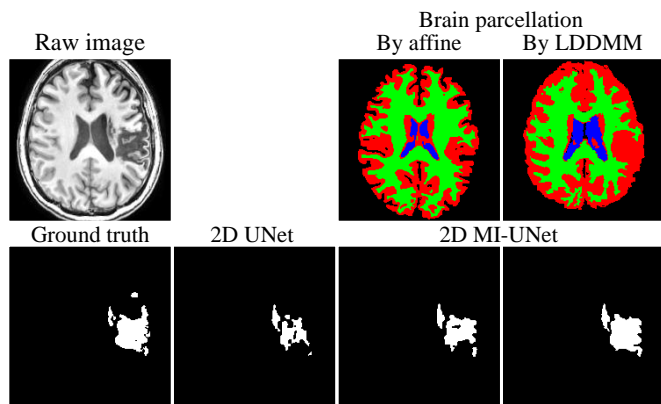 Brain parcellation
Raw image By affine By LDDMM
Ground truth 2D UNet 2D MI-UNet